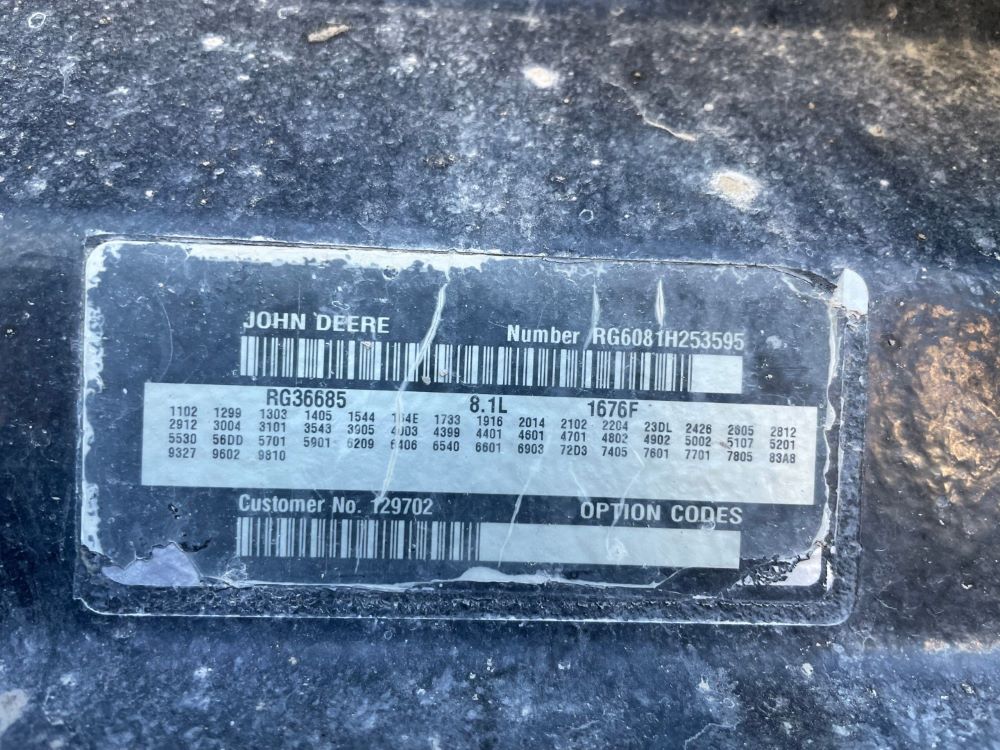 JOHN DEERE Number RG6081H253595
RG36685 8.1L 1676F
1102 1299 1303 1405 1544 164E 1733 1916 2014 2102 2204 23DL 2426 2605 2812
2912 3004 3101 3543 3905 4003 4399 4401 4601 4701 4802 4902 5002 5107 5201
5530 56DD 5701 5901 6209 6406 6540 6601 6903 72D3 7405 7601 7701 7805 83A8
9327 9602 9810
Customer No. 129702 OPTION CODES